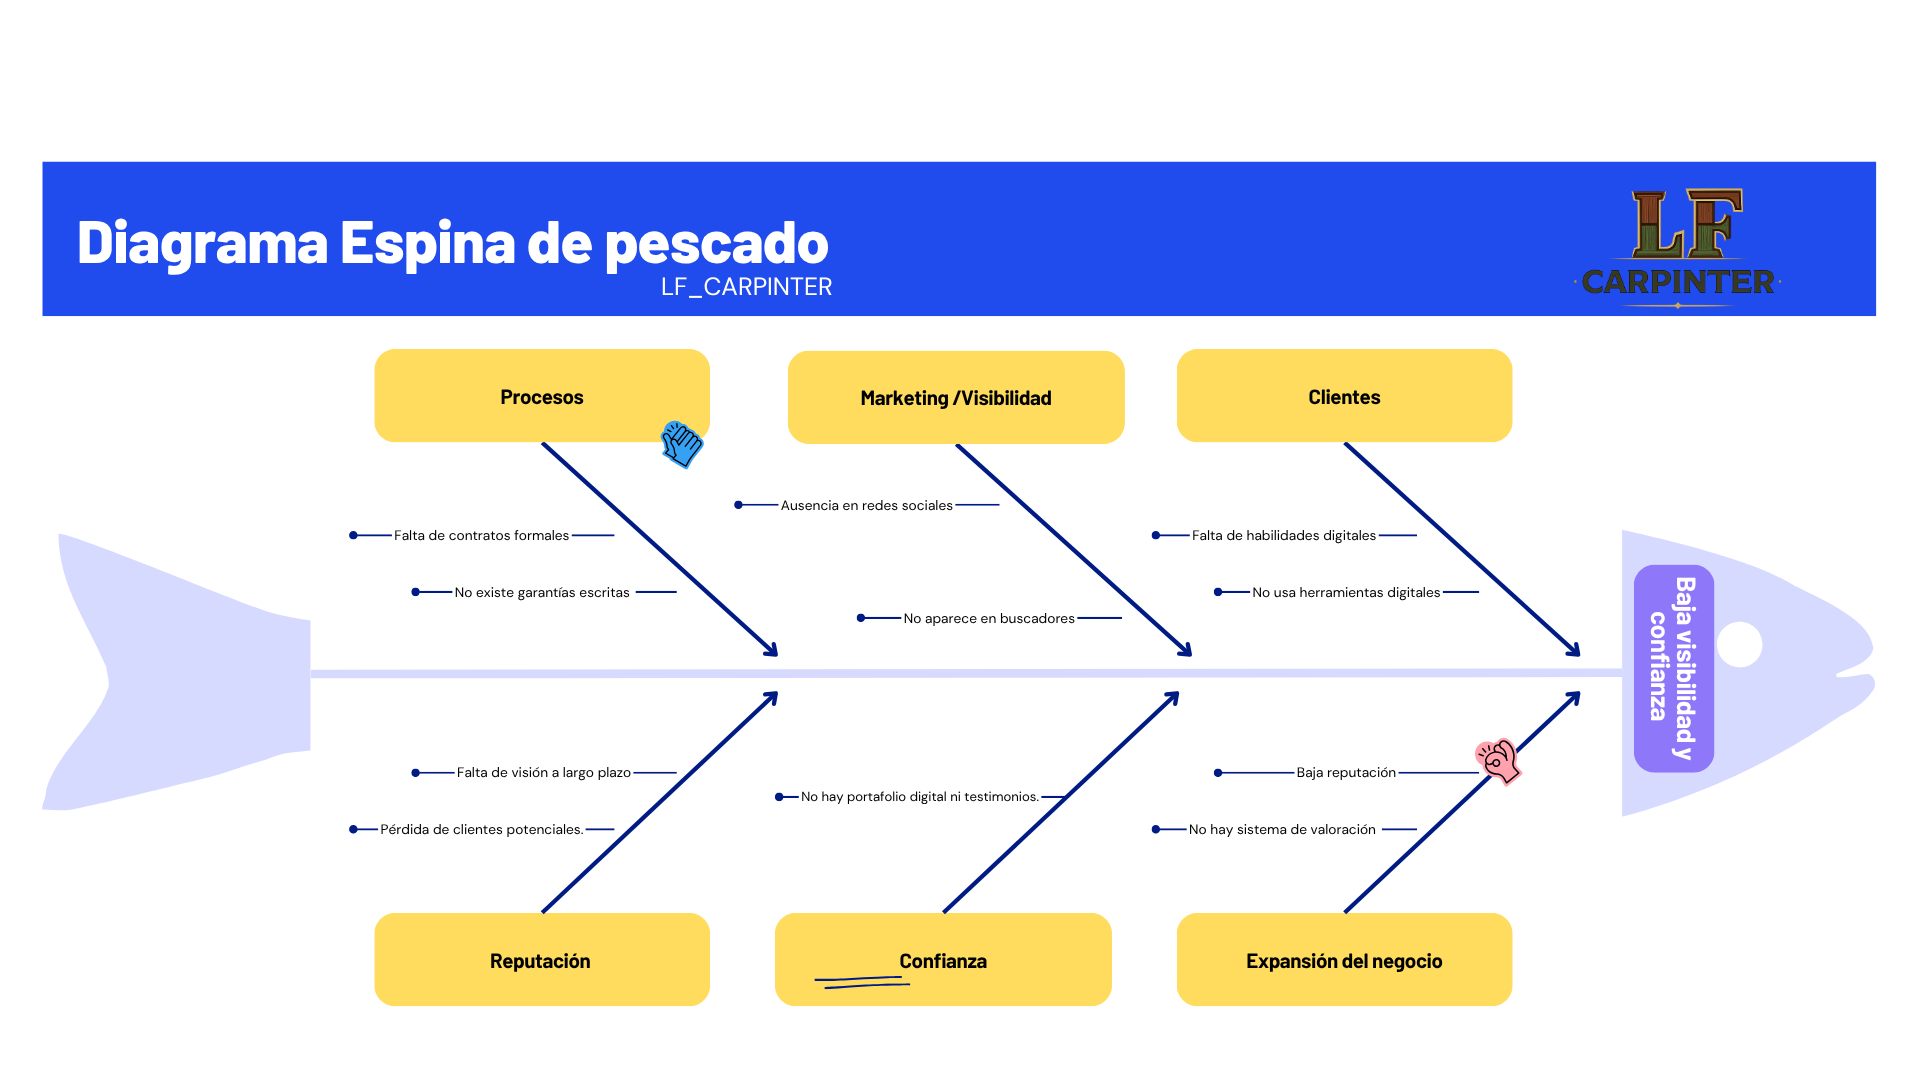 Diagrama Espina de pescado
LF_CARPINTER
LF
CARPINTER
Procesos
Marketing /Visibilidad
Clientes
Falta de contratos formales
No existe garantías escritas
Ausencia en redes sociales
No aparece en buscadores
Falta de habilidades digitales
No usa herramientas digitales
Baja visibilidad y
confianza
Falta de visión a largo plazo
Pérdida de clientes potenciales.
No hay portafolio digital ni testimonios.
Baja reputación
No hay sistema de valoración
Reputación
Confianza
Expansión del negocio